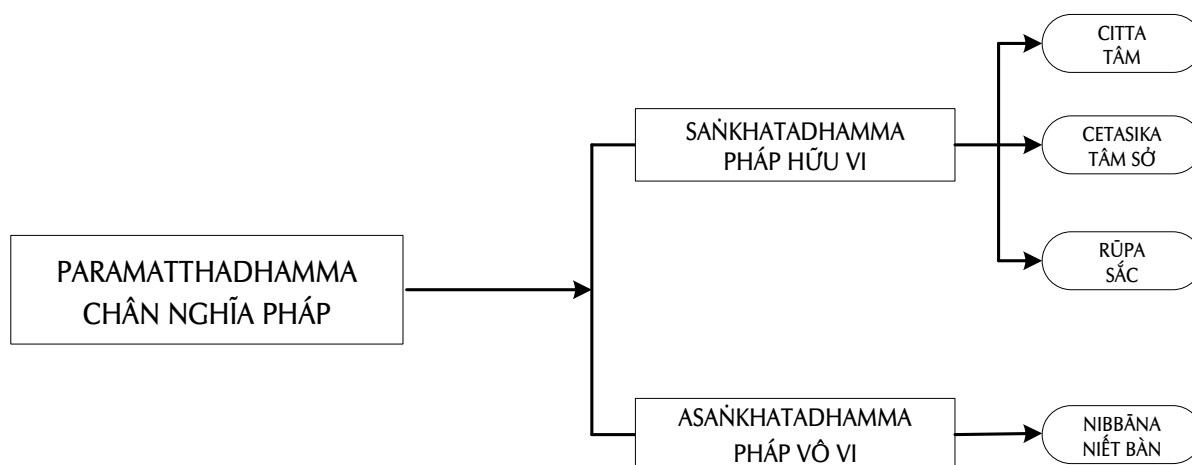 PARAMATTHADHAMMA
CHÂN NGHĨA PHÁP
SAṄKHATADHAMMA
PHÁP HỮU VI
CITTA
TÂM
CETASIKA
TÂM SỞ
RŪPA
SẮC
ASAṄKHATADHAMMA
PHÁP VÔ VI
NIBBĀNA
NIẾT BÀN